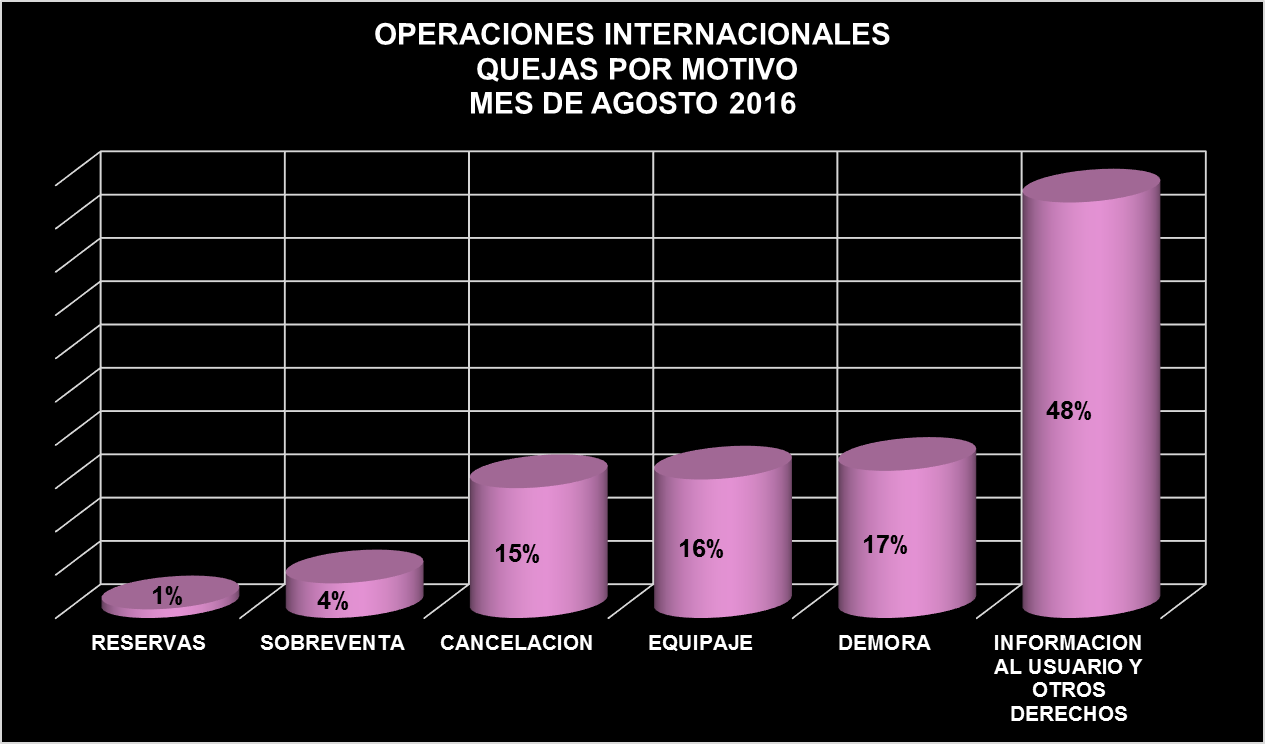 OPERACIONES INTERNACIONALES
QUEJAS POR MOTIVO
MES DE AGOSTO 2016
48%
17%
16%
15%
4%
1%
RESERVAS
SOBREVENTA
CANCELACION
EQUIPAJE
DEMORA
INFORMACION
AL USUARIO Y
OTROS
DERECHOS